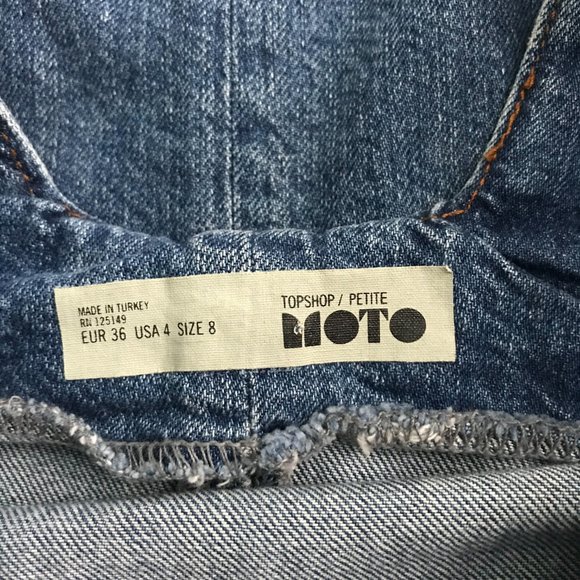 MADE IN TURKEY
RN 125149
EUR 36 USA 4 SIZE 8
TOPSHOP / PETITE
MOTO